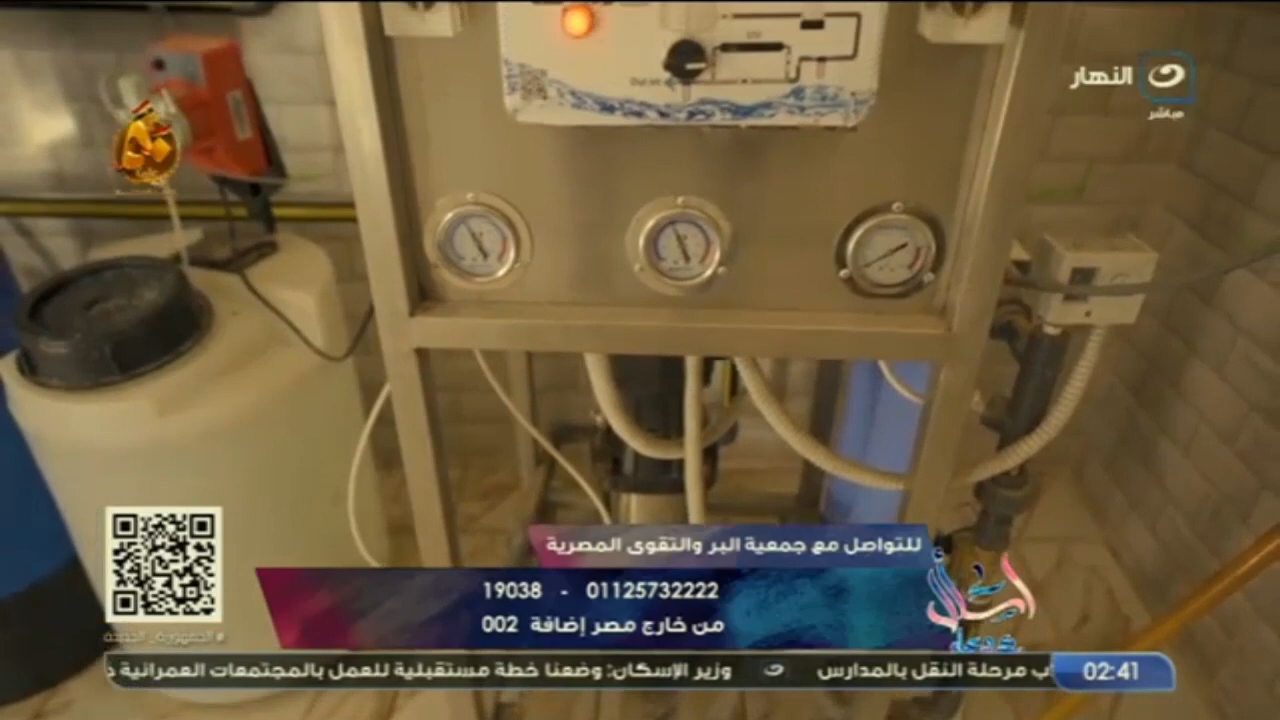 النهار
مباشر
للتواصل مع جمعية البر والتقوى المصرية
19038 - 01125732222
من خارج مصر إضافة 002
#الجمهورية_الجديدة
ب مرحلة النقل بالمدارس وزير الإسكان: وضعنا خطة مستقبلية للعمل بالمجتمعات العمرانية
02:41